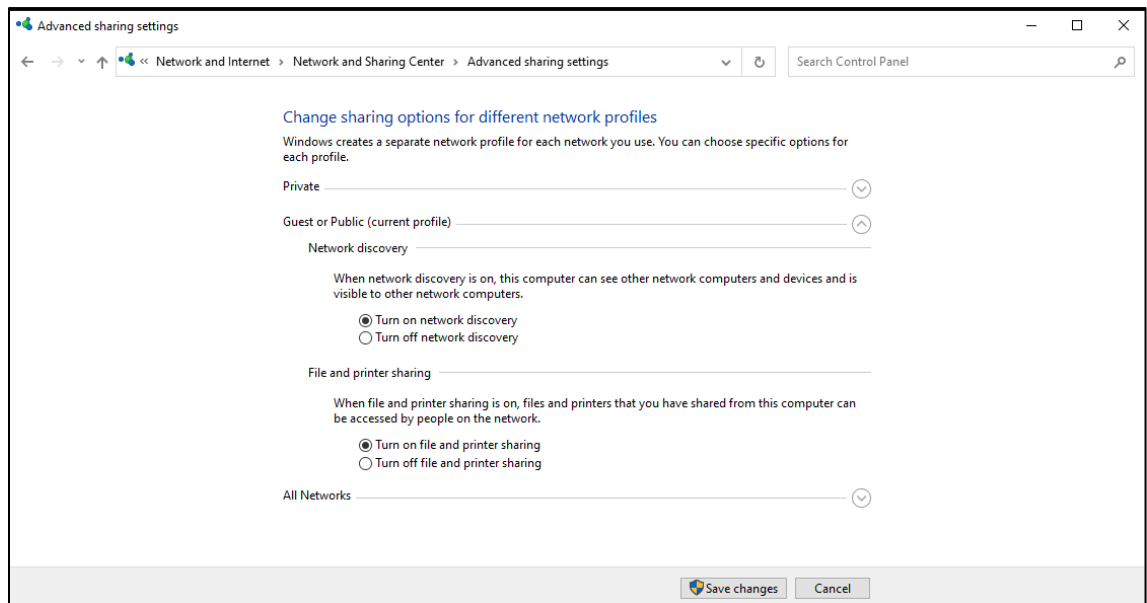 Advanced sharing settings
« Network and Internet › Network and Sharing Center › Advanced sharing settings
Search Control Panel
Change sharing options for different network profiles
Windows creates a separate network profile for each network you use. You can choose specific options for
each profile.
Private
Guest or Public (current profile)
Network discovery
When network discovery is on, this computer can see other network computers and devices and is
visible to other network computers.
Turn on network discovery
Turn off network discovery
File and printer sharing
When file and printer sharing is on, files and printers that you have shared from this computer can
be accessed by people on the network.
Turn on file and printer sharing
Turn off file and printer sharing
All Networks
Save changes
Cancel